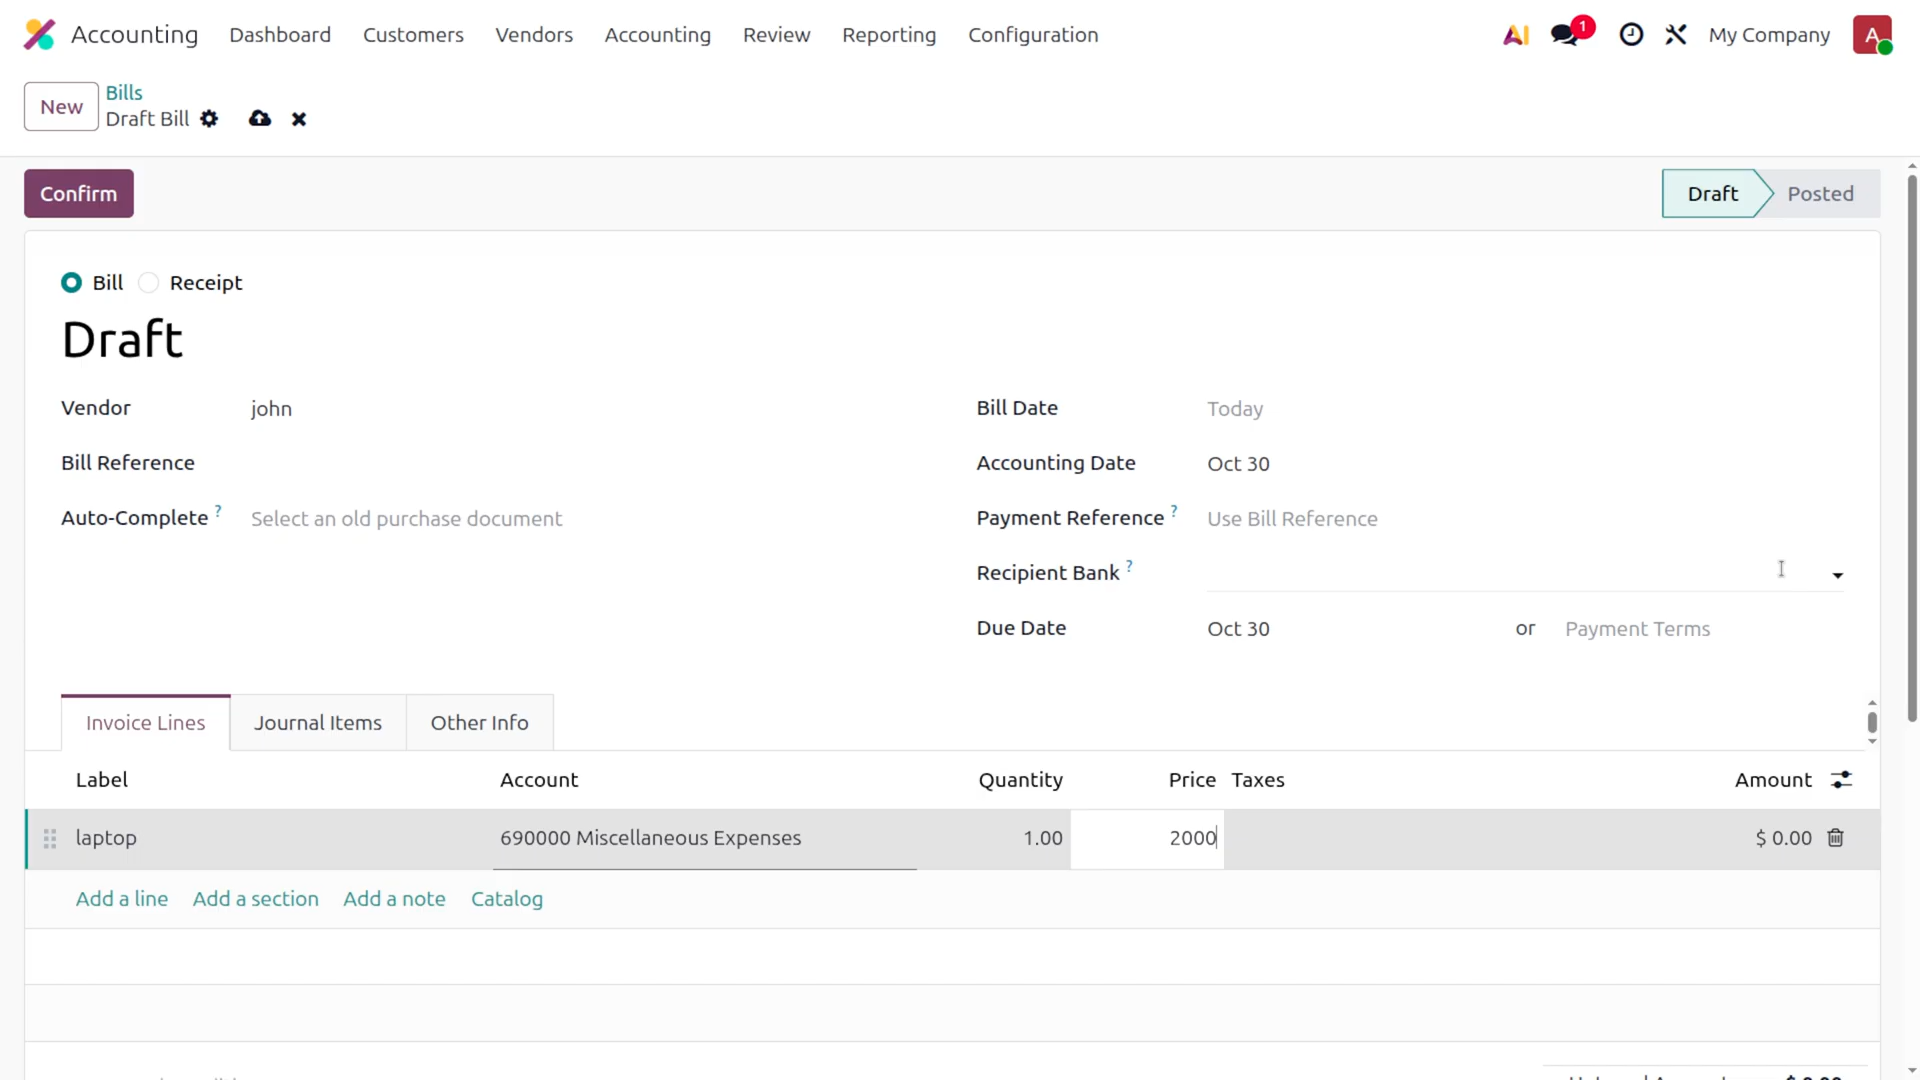 Accounting Dashboard Customers Vendors Accounting Review Reporting Configuration AI 1 My Company A
New Bills
Draft Bill
Confirm Draft Posted
Bill Receipt
Draft
Vendor john Bill Date Today
Bill Reference Accounting Date Oct 30
Auto-Complete ? Select an old purchase document Payment Reference ? Use Bill Reference
Recipient Bank ?
Due Date Oct 30 or Payment Terms
Invoice Lines Journal Items Other Info
Label Account Quantity Price Taxes Amount
laptop 690000 Miscellaneous Expenses 1.00 2000 $ 0.00
Add a line Add a section Add a note Catalog